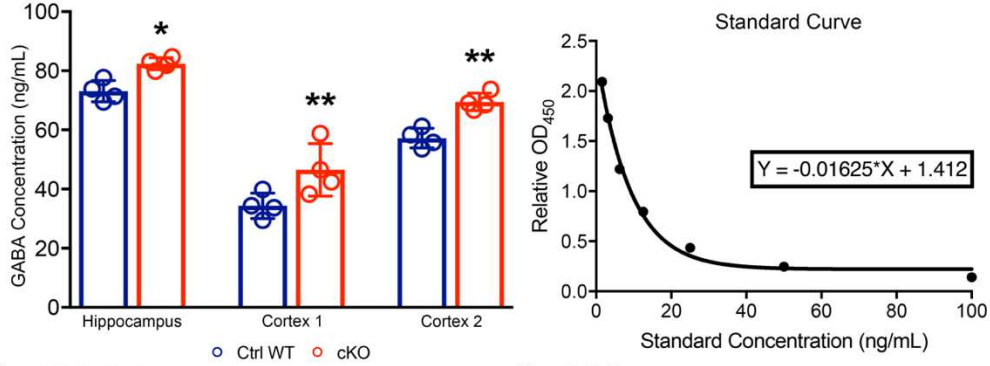 GABA Concentration (ng/mL)
100
80
60
40
20
0
*
**
**
Hippocampus
Cortex 1
Cortex 2
Ctrl WT
cKO
Standard Curve
Relative OD450
2.5
2.0
1.5
1.0
0.5
0.0
Y = -0.01625*X + 1.412
0
20
40
60
80
100
Standard Concentration (ng/mL)